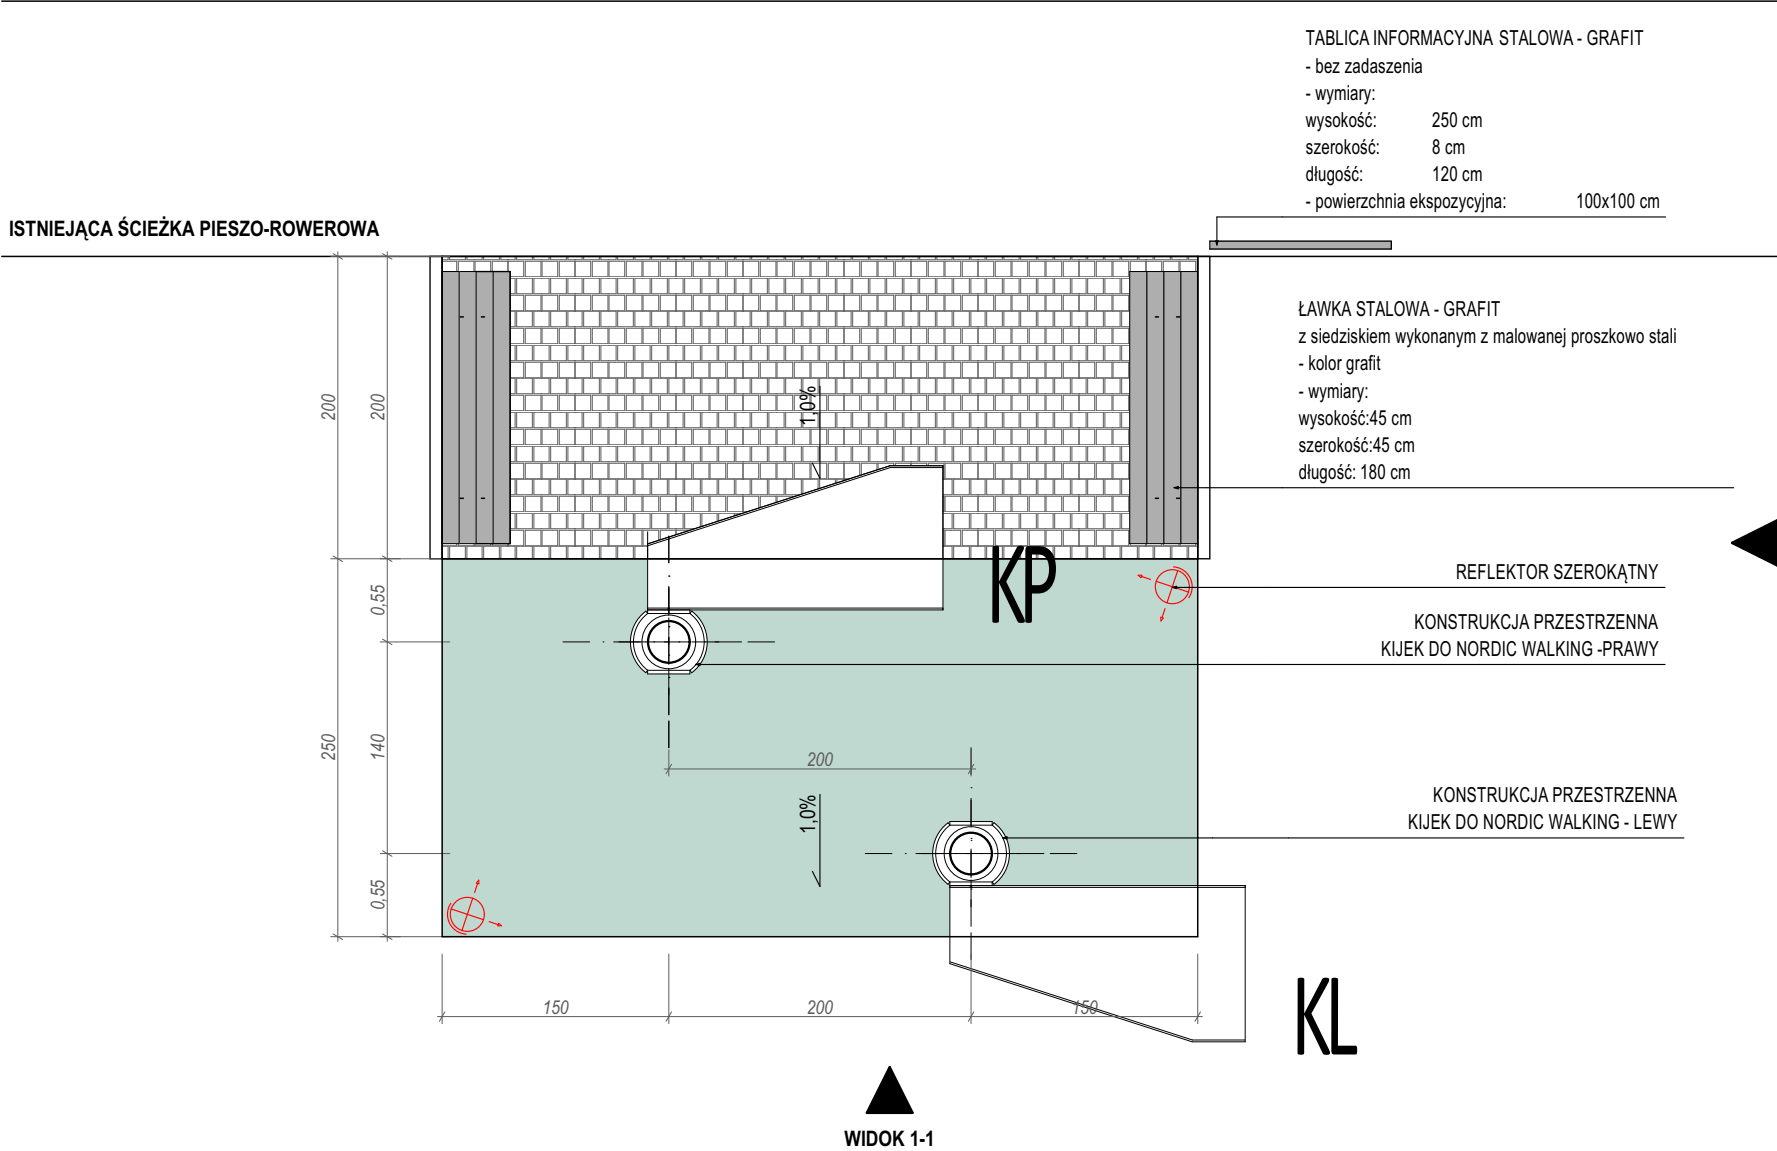 TABLICA INFORMACYJNA STALOWA - GRAFIT
- bez zadaszenia
- wymiary:
wysokość: 250 cm
szerokość: 8 cm
długość: 120 cm
- powierzchnia ekspozycyjna: 100x100 cm
ISTNIEJĄCA ŚCIEŻKA PIESZO-ROWEROWA
ŁAWKA STALOWA - GRAFIT
z siedziskiem wykonanym z malowanej proszkowo stali
- kolor grafit
- wymiary:
wysokość:45 cm
szerokość:45 cm
długość: 180 cm
200
200
1,0%
KP
REFLEKTOR SZEROKĄTNY
0,55
KONSTRUKCJA PRZESTRZENNA
KIJEK DO NORDIC WALKING -PRAWY
250
140
200
1,0%
KONSTRUKCJA PRZESTRZENNA
KIJEK DO NORDIC WALKING - LEWY
0,55
150
200
150
KL
WIDOK 1-1